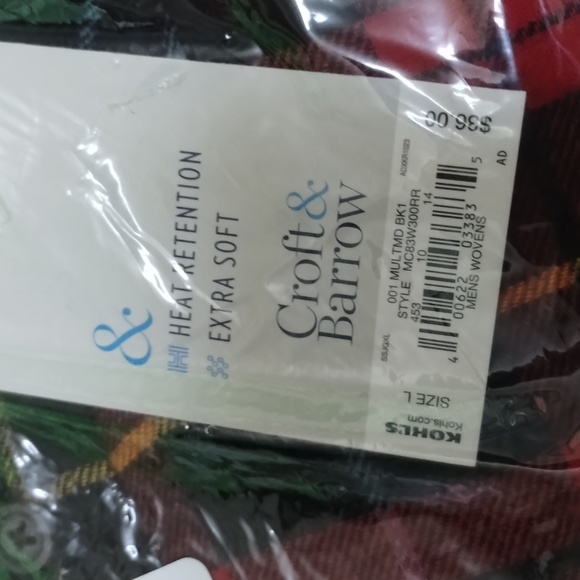 &
HEAT RETENTION
EXTRA SOFT
Croft&
Barrow
$36.00
AD
001 MULTMD BK1
STYLE MC83W300RR
453 10 14
4 00622 03383 5
MENS WOVENS
SIZE L
Kohls.com
KOHL'S